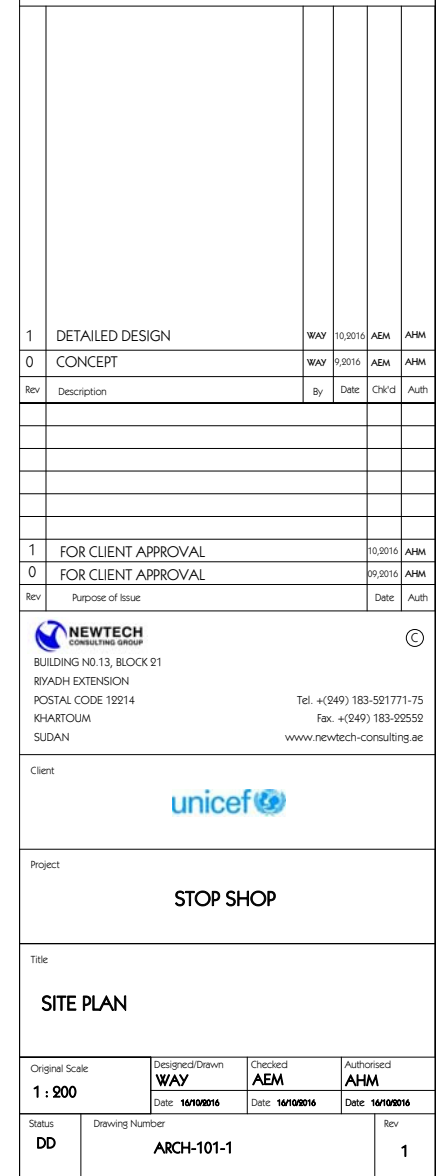 1 DETAILED DESIGN WAY 10,2016 AEM AHM
0 CONCEPT WAY 9,2016 AEM AHM
Rev Description By Date Chk'd Auth
1 FOR CLIENT APPROVAL 10,2016 AHM
0 FOR CLIENT APPROVAL 09,2016 AHM
Rev Purpose of Issue Date Auth
NEWTECH
CONSULTING GROUP
©
BUILDING N0.13, BLOCK 21
RIYADH EXTENSION
POSTAL CODE 12214 Tel. +(249) 183-521771-75
KHARTOUM Fax. +(249) 183-22552
SUDAN www.newtech-consulting.ae
Client
unicef
Project
STOP SHOP
Title
SITE PLAN
Original Scale Designed/Drawn Checked Authorised
1 : 200 WAY AEM AHM
Date 16/10/2016 Date 16/10/2016 Date 16/10/2016
Status Drawing Number Rev
DD ARCH-101-1 1